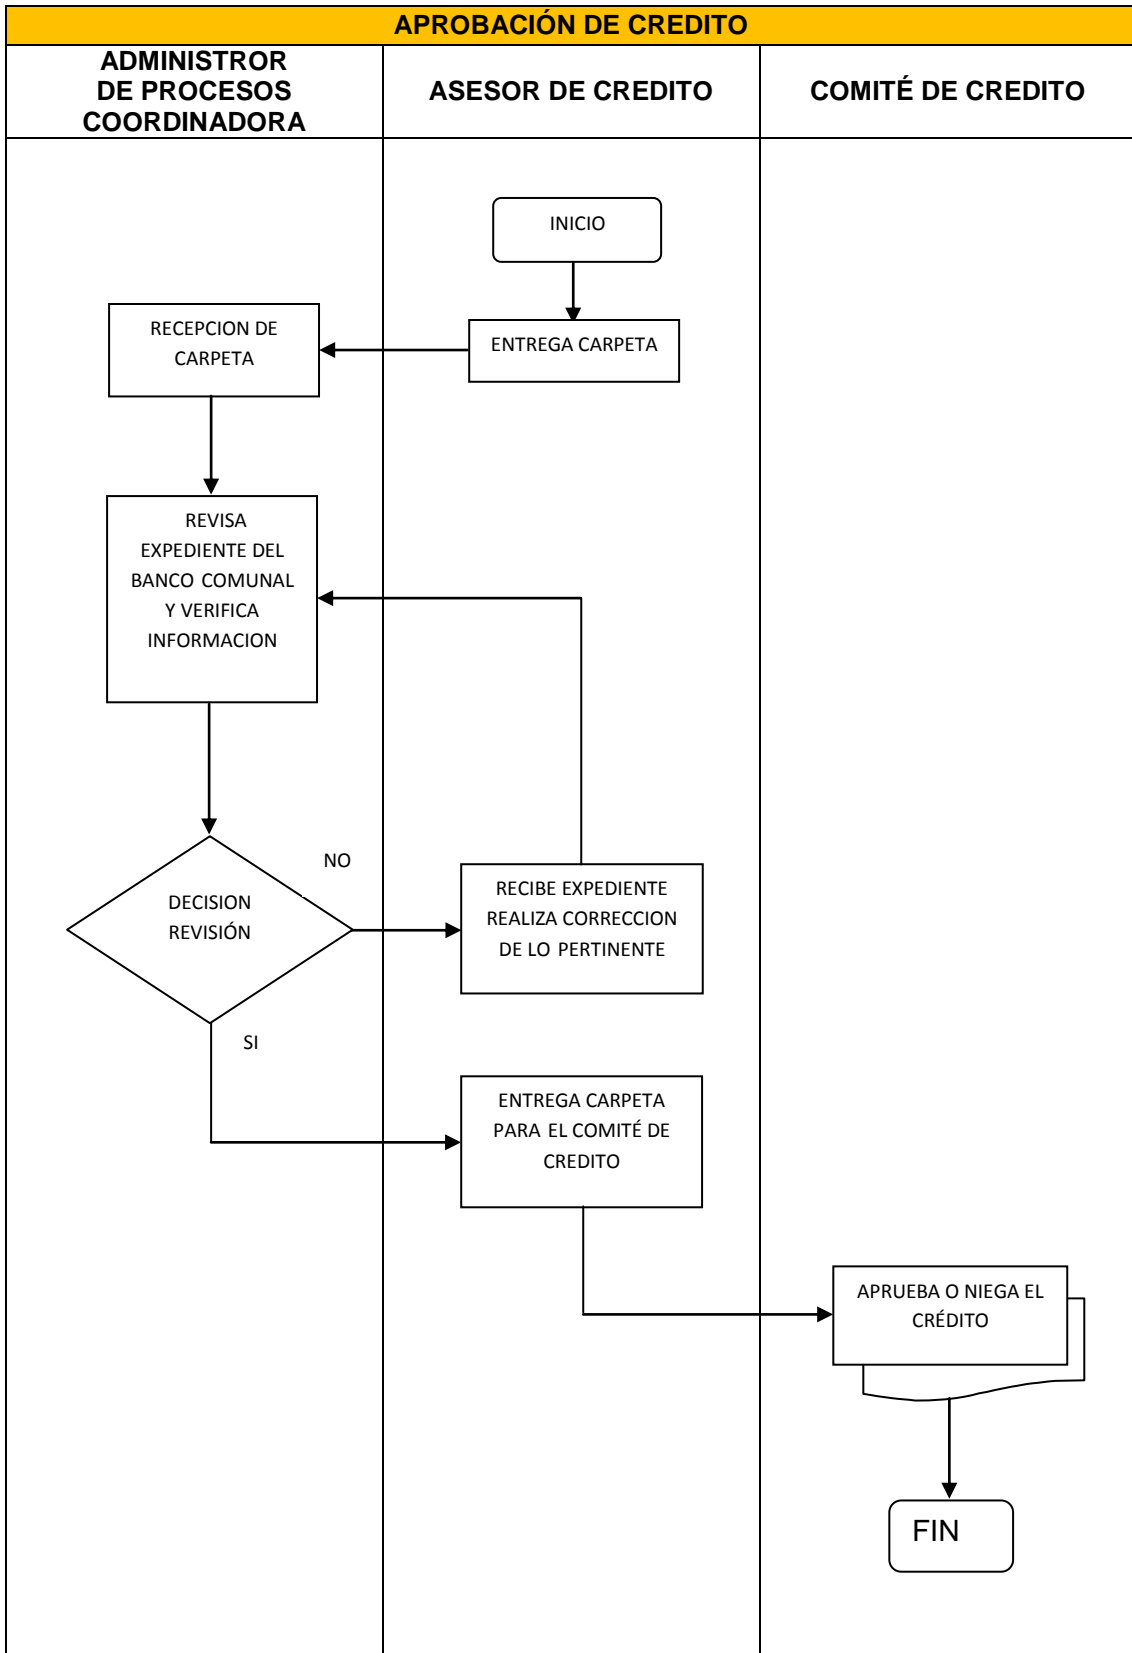 APROBACIÓN DE CREDITO
ADMINISTROR
DE PROCESOS
COORDINADORA
ASESOR DE CREDITO
COMITÉ DE CREDITO
INICIO
ENTREGA CARPETA
RECEPCION DE
CARPETA
REVISA
EXPEDIENTE DEL
BANCO COMUNAL
Y VERIFICA
INFORMACION
DECISION
REVISIÓN
NO
RECIBE EXPEDIENTE
REALIZA CORRECCION
DE LO PERTINENTE
SI
ENTREGA CARPETA
PARA EL COMITÉ DE
CREDITO
APRUEBA O NIEGA EL
CRÉDITO
FIN